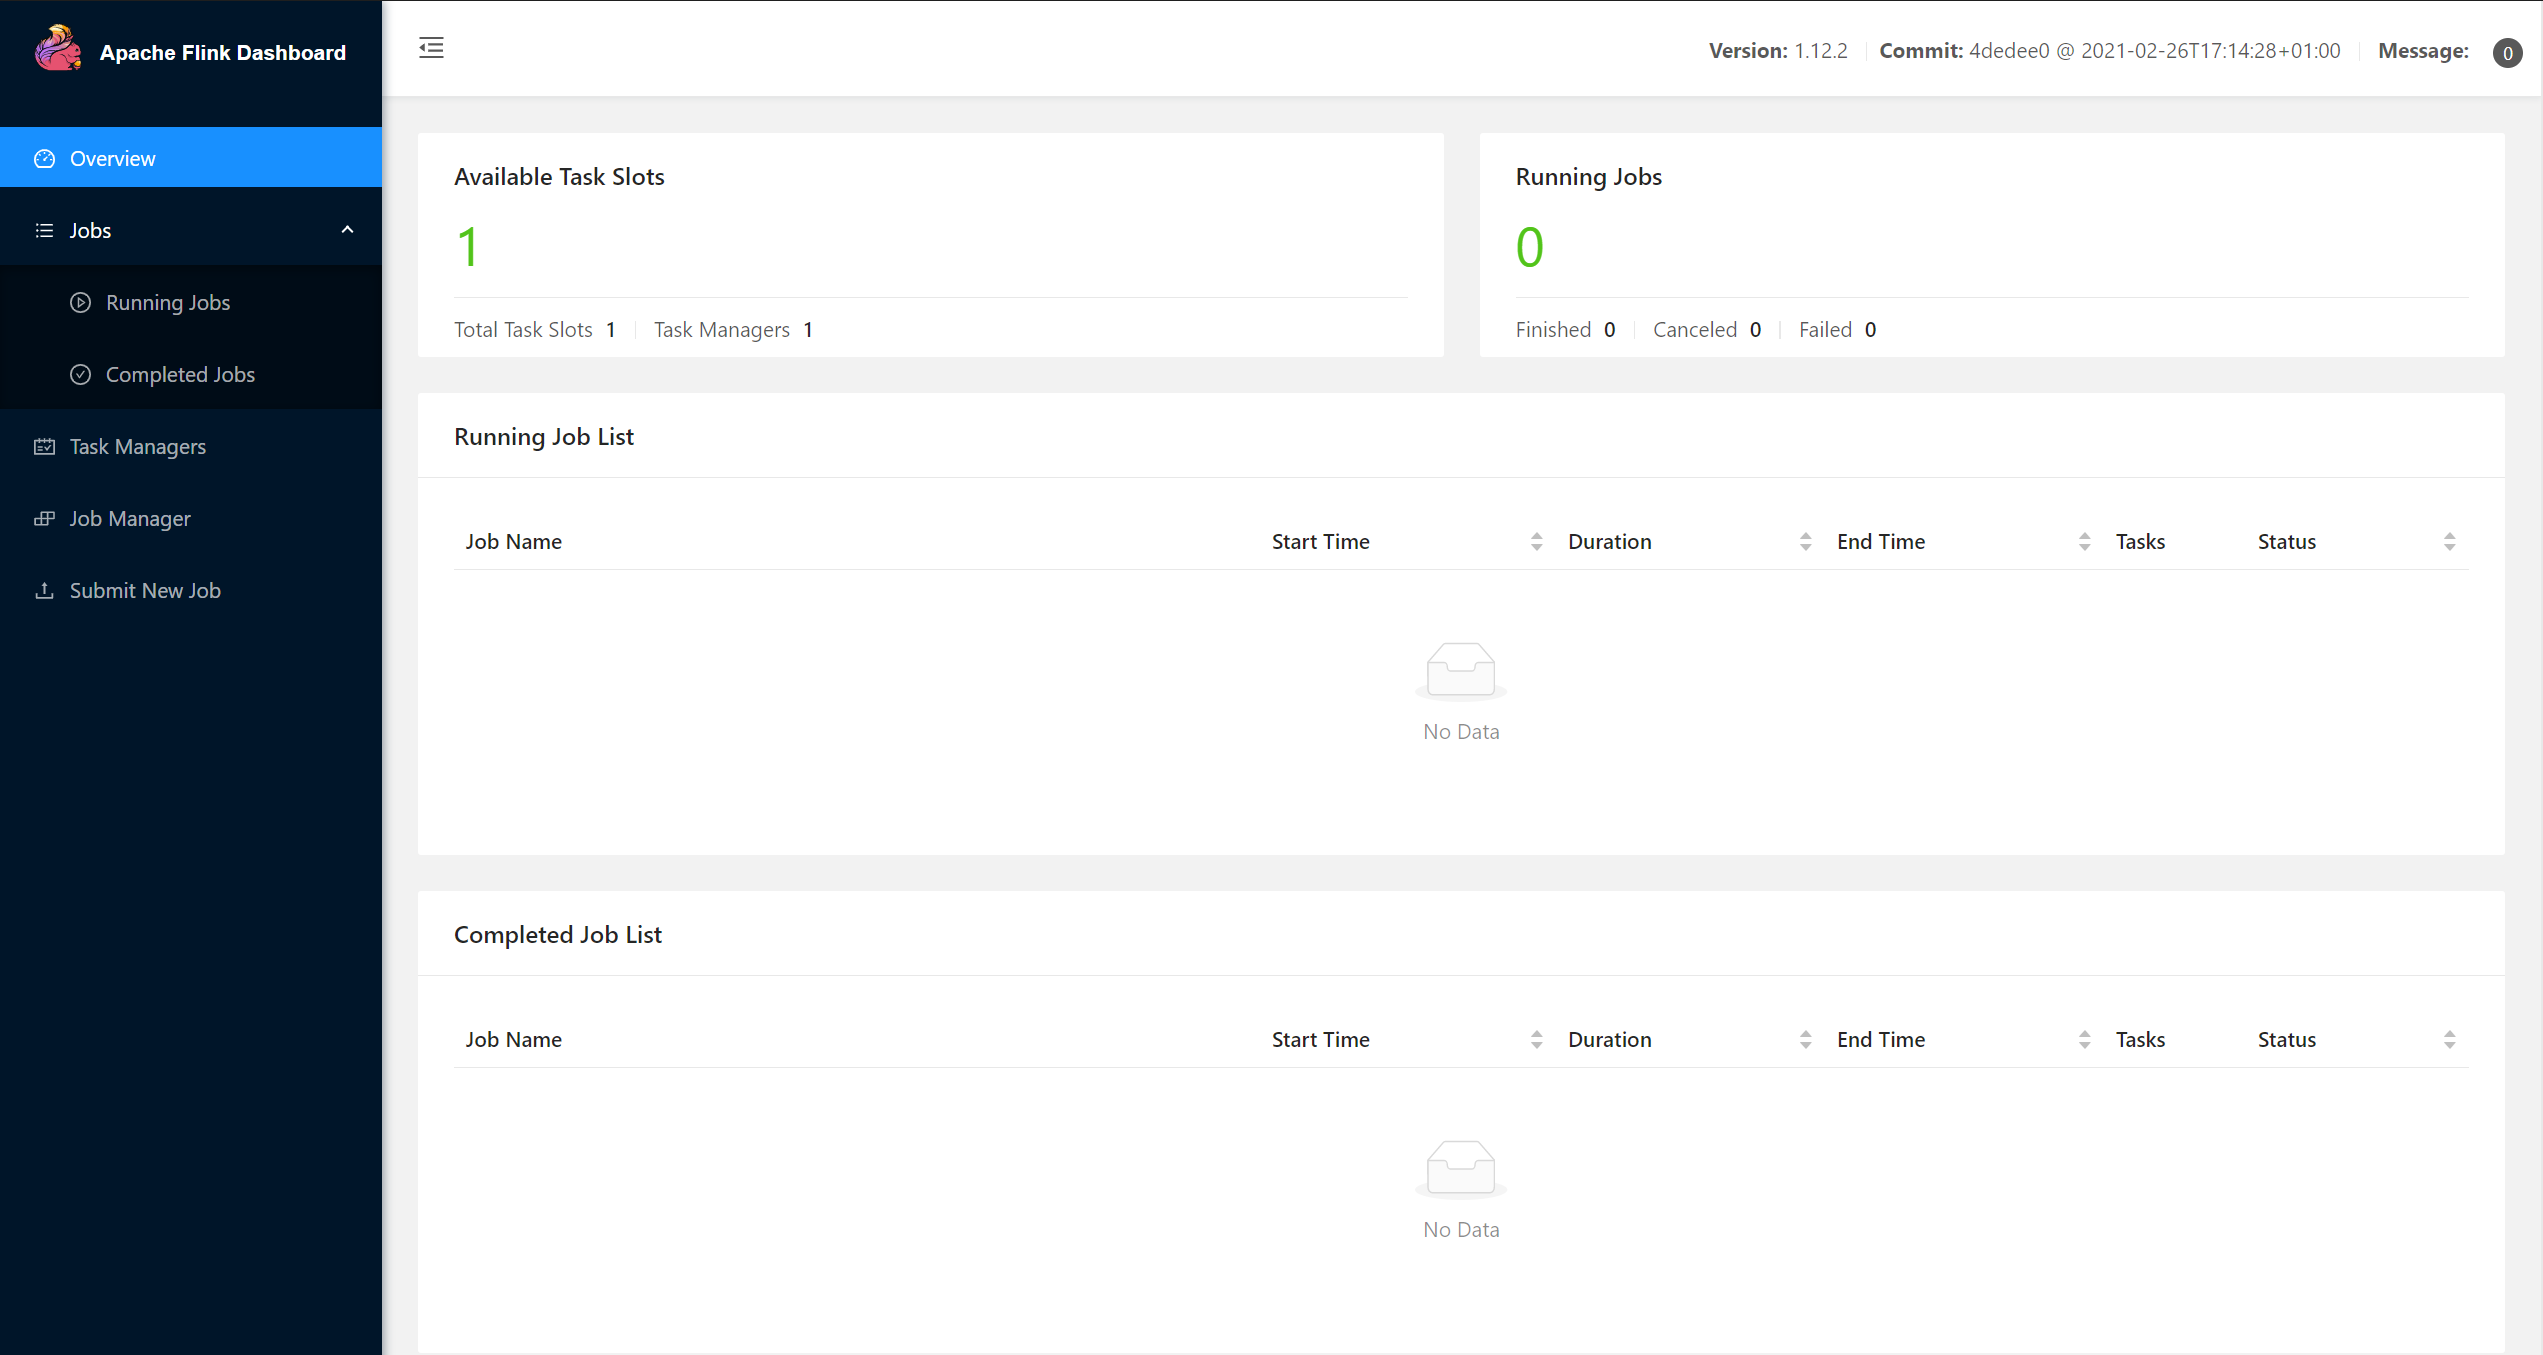 Apache Flink Dashboard
Version: 1.12.2 Commit: 4dedee0 @ 2021-02-26T17:14:28+01:00 Message: 0
Overview
Jobs
Running Jobs
Completed Jobs
Task Managers
Job Manager
Submit New Job
Available Task Slots
1
Total Task Slots 1 Task Managers 1
Running Jobs
0
Finished 0 Canceled 0 Failed 0
Running Job List
Job Name Start Time Duration End Time Tasks Status
No Data
Completed Job List
Job Name Start Time Duration End Time Tasks Status
No Data